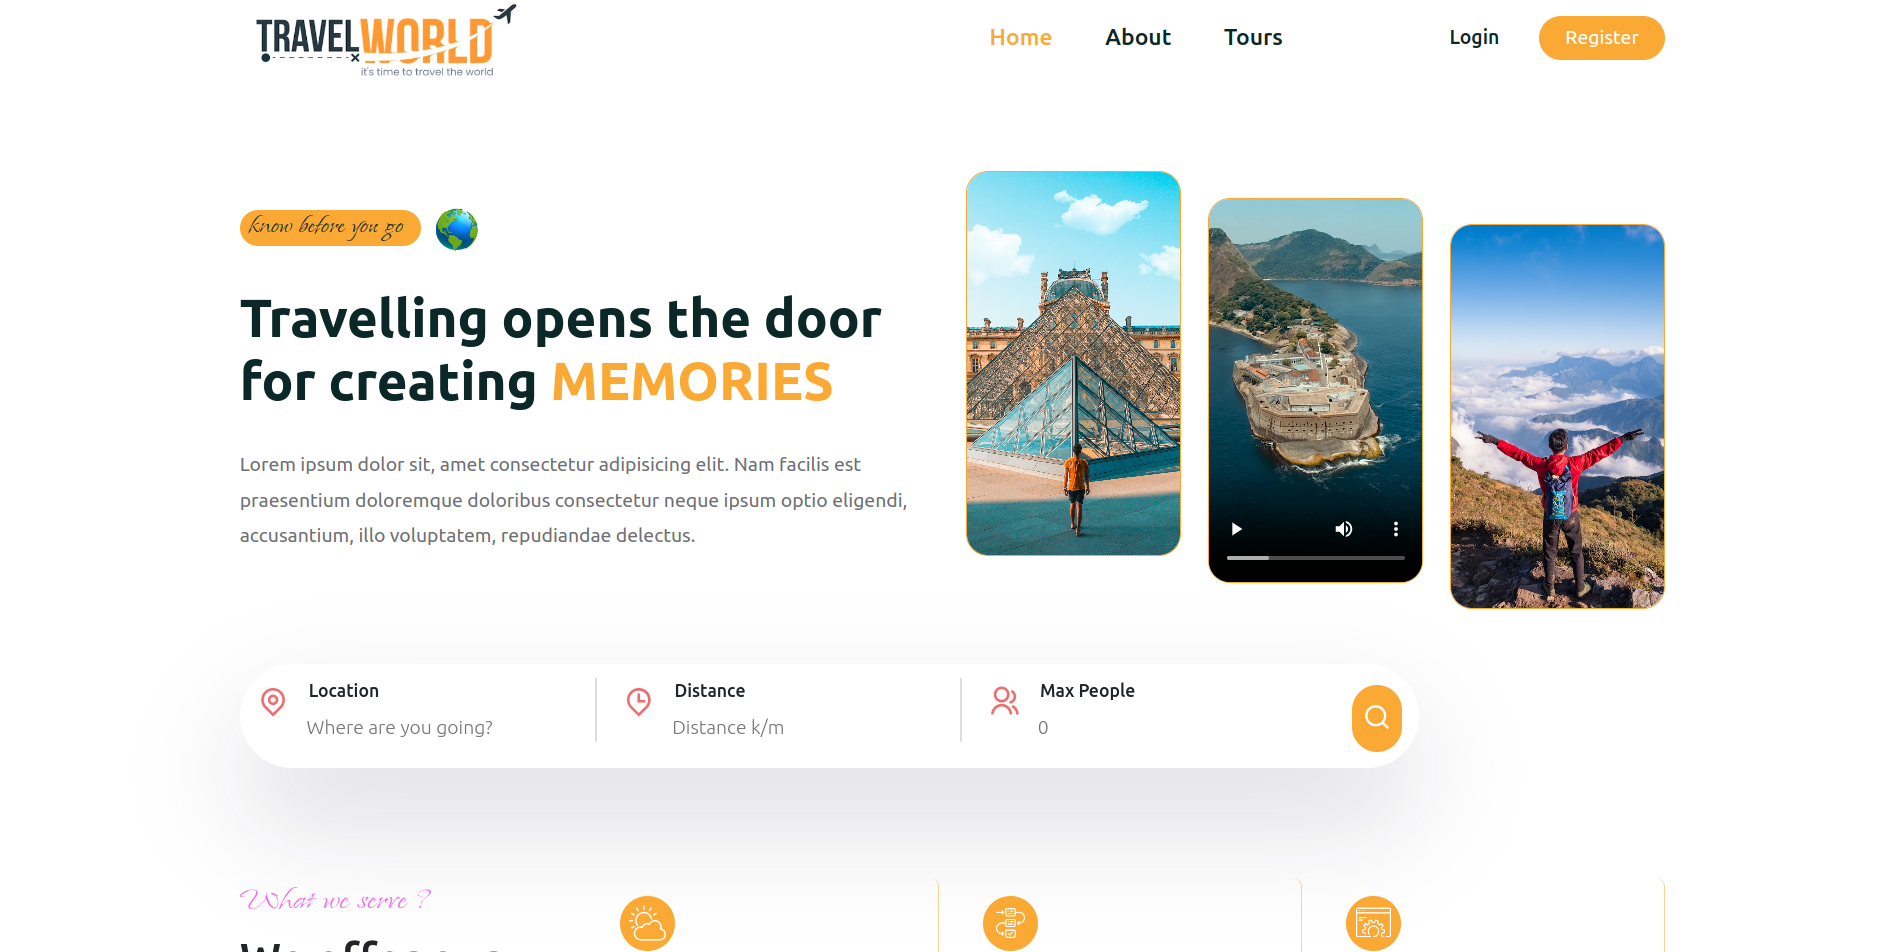 TRAVELWORLD
it's time to travel the world
Home About Tours Login Register
know before you go
Travelling opens the door
for creating MEMORIES
Lorem ipsum dolor sit, amet consectetur adipisicing elit. Nam facilis est
praesentium doloremque doloribus consectetur neque ipsum optio eligendi,
accusantium, illo voluptatem, repudiandae delectus.
Location
Where are you going?
Distance
Distance k/m
Max People
0
What we serve ?